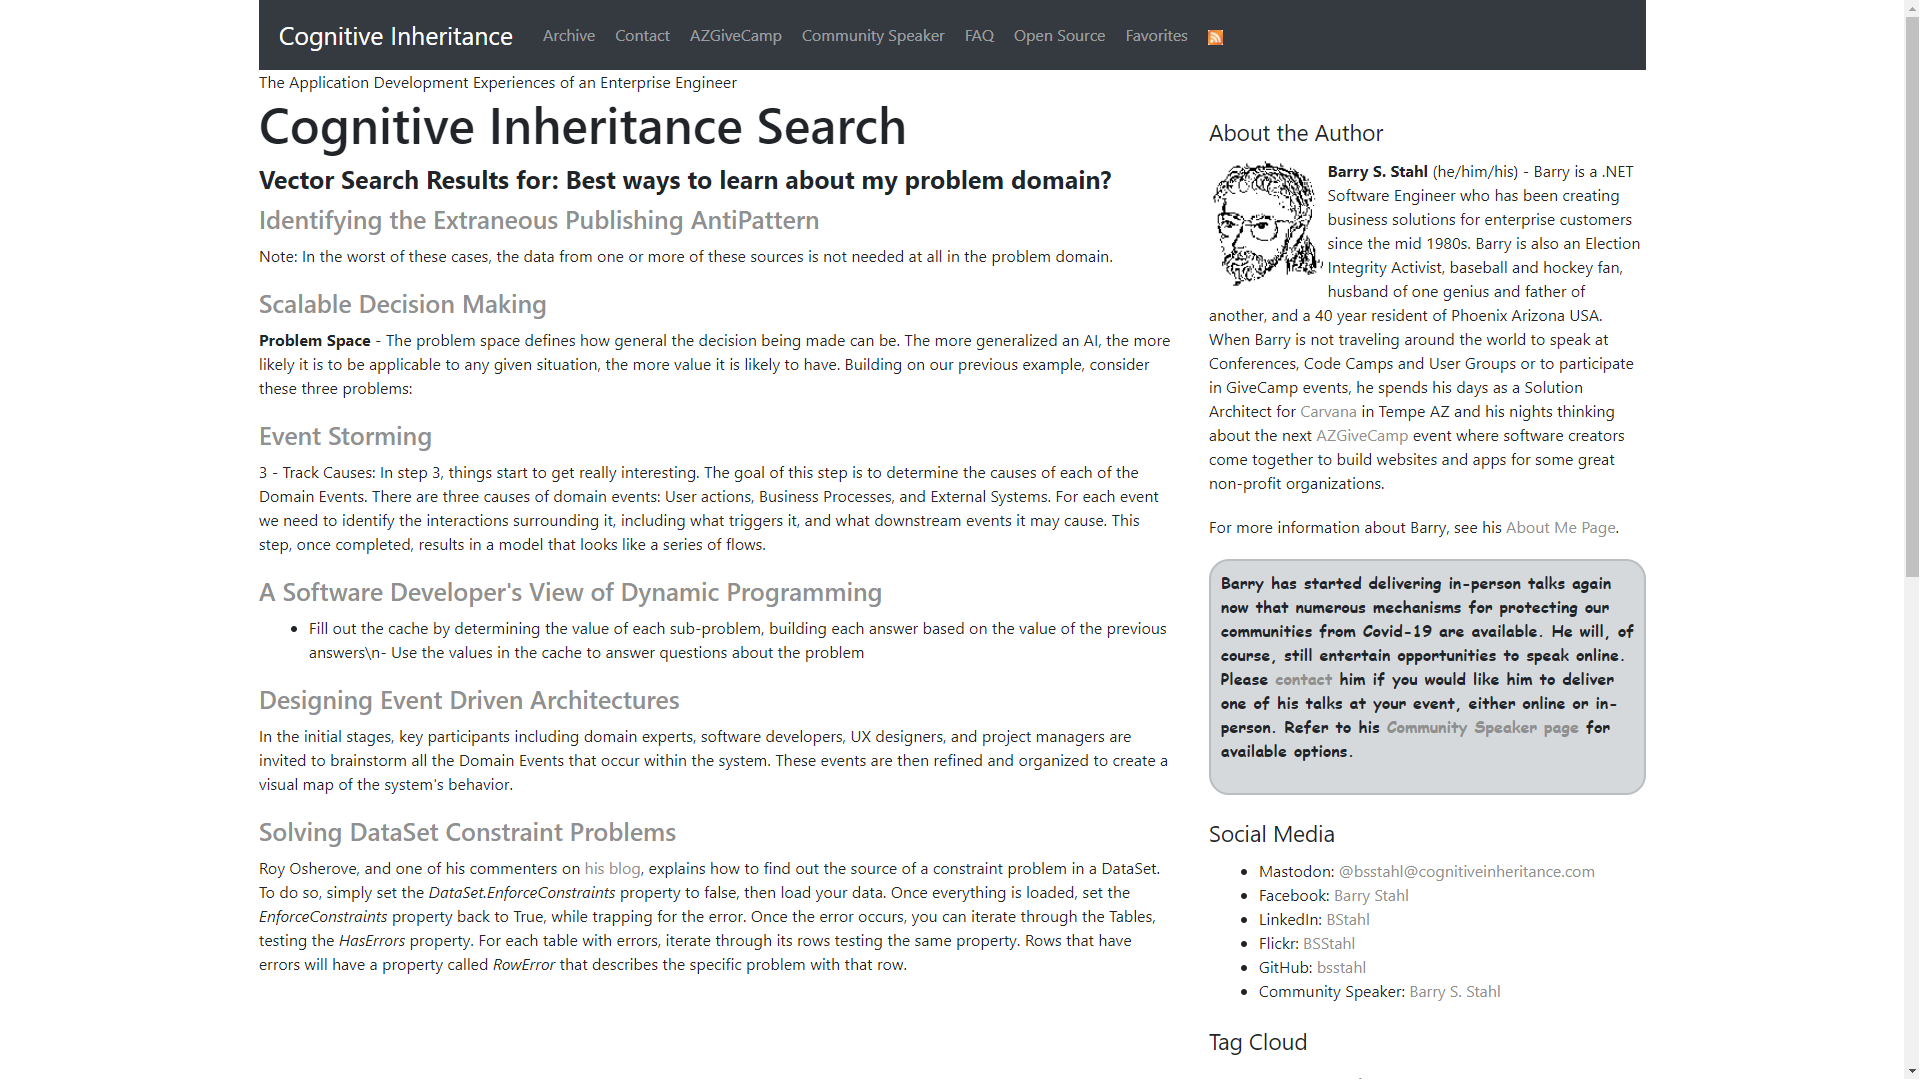 Cognitive Inheritance Archive Contact AZGiveCamp Community Speaker FAQ Open Source Favorites
The Application Development Experiences of an Enterprise Engineer
Cognitive Inheritance Search
Vector Search Results for: Best ways to learn about my problem domain?
Identifying the Extraneous Publishing AntiPattern
Note: In the worst of these cases, the data from one or more of these sources is not needed at all in the problem domain.
Scalable Decision Making
Problem Space - The problem space defines how general the decision being made can be. The more generalized an AI, the more
likely it is to be applicable to any given situation, the more value it is likely to have. Building on our previous example, consider
these three problems:
Event Storming
3 - Track Causes: In step 3, things start to get really interesting. The goal of this step is to determine the causes of each of the
Domain Events. There are three causes of domain events: User actions, Business Processes, and External Systems. For each event
we need to identify the interactions surrounding it, including what triggers it, and what downstream events it may cause. This
step, once completed, results in a model that looks like a series of flows.
A Software Developer's View of Dynamic Programming
• Fill out the cache by determining the value of each sub-problem, building each answer based on the value of the previous
answers\n- Use the values in the cache to answer questions about the problem
Designing Event Driven Architectures
In the initial stages, key participants including domain experts, software developers, UX designers, and project managers are
invited to brainstorm all the Domain Events that occur within the system. These events are then refined and organized to create a
visual map of the system's behavior.
Solving DataSet Constraint Problems
Roy Osherove, and one of his commenters on his blog, explains how to find out the source of a constraint problem in a DataSet.
To do so, simply set the DataSet.EnforceConstraints property to false, then load your data. Once everything is loaded, set the
EnforceConstraints property back to True, while trapping for the error. Once the error occurs, you can iterate through the Tables,
testing the HasErrors property. For each table with errors, iterate through its rows testing the same property. Rows that have
errors will have a property called RowError that describes the specific problem with that row.
About the Author
Barry S. Stahl (he/him/his) - Barry is a .NET
Software Engineer who has been creating
business solutions for enterprise customers
since the mid 1980s. Barry is also an Election
Integrity Activist, baseball and hockey fan,
husband of one genius and father of
another, and a 40 year resident of Phoenix Arizona USA.
When Barry is not traveling around the world to speak at
Conferences, Code Camps and User Groups or to participate
in GiveCamp events, he spends his days as a Solution
Architect for Carvana in Tempe AZ and his nights thinking
about the next AZGiveCamp event where software creators
come together to build websites and apps for some great
non-profit organizations.
For more information about Barry, see his About Me Page.
Barry has started delivering in-person talks again
now that numerous mechanisms for protecting our
communities from Covid-19 are available. He will, of
course, still entertain opportunities to speak online.
Please contact him if you would like him to deliver
one of his talks at your event, either online or in-
person. Refer to his Community Speaker page for
available options.
Social Media
• Mastodon: @bsstahl@cognitiveinheritance.com
• Facebook: Barry Stahl
• LinkedIn: BStahl
• Flickr: BSStahl
• GitHub: bsstahl
• Community Speaker: Barry S. Stahl
Tag Cloud